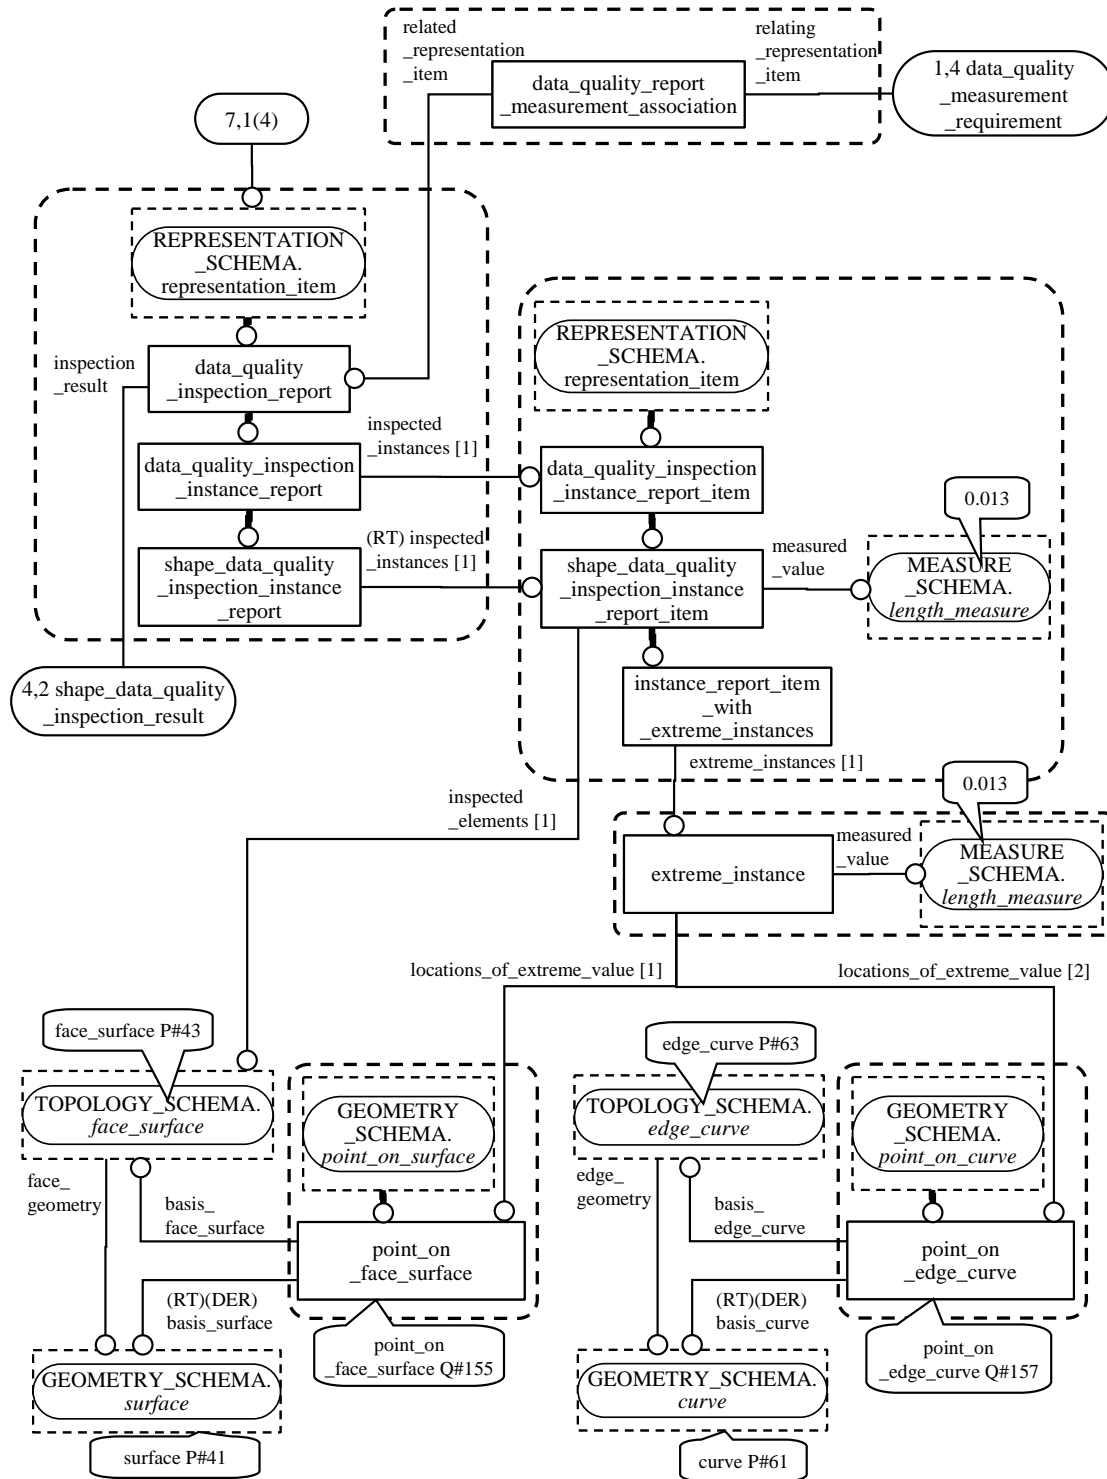 related
_representation
_item
relating
_representation
_item
data_quality_report
_measurement_association
1,4 data_quality
_measurement
_requirement
7,1(4)
REPRESENTATION
_SCHEMA.
representation_item
inspection
_result
data_quality
_inspection_report
data_quality_inspection
_instance_report
inspected
_instances [1]
shape_data_quality
_inspection_instance
_report
(RT) inspected
_instances [1]
4,2 shape_data_quality
_inspection_result
REPRESENTATION
_SCHEMA.
representation_item
data_quality_inspection
_instance_report_item
shape_data_quality
_inspection_instance
_report_item
measured
_value
0.013
MEASURE
_SCHEMA.
length_measure
instance_report_item
_with
_extreme_instances
extreme_instances [1]
inspected
_elements [1]
extreme_instance
measured
_value
0.013
MEASURE
_SCHEMA.
length_measure
locations_of_extreme_value [1]
locations_of_extreme_value [2]
face_surface P#43
TOPOLOGY_SCHEMA.
face_surface
GEOMETRY
_SCHEMA.
point_on_surface
face_
geometry
basis_
face_surface
point_on
_face_surface
(RT)(DER)
basis_surface
point_on
_face_surface Q#155
GEOMETRY_SCHEMA.
surface
surface P#41
edge_curve P#63
TOPOLOGY_SCHEMA.
edge_curve
GEOMETRY
_SCHEMA.
point_on_curve
edge_
geometry
basis_
edge_curve
point_on
_edge_curve
(RT)(DER)
basis_curve
point_on
_edge_curve Q#157
GEOMETRY_SCHEMA.
curve
curve P#61